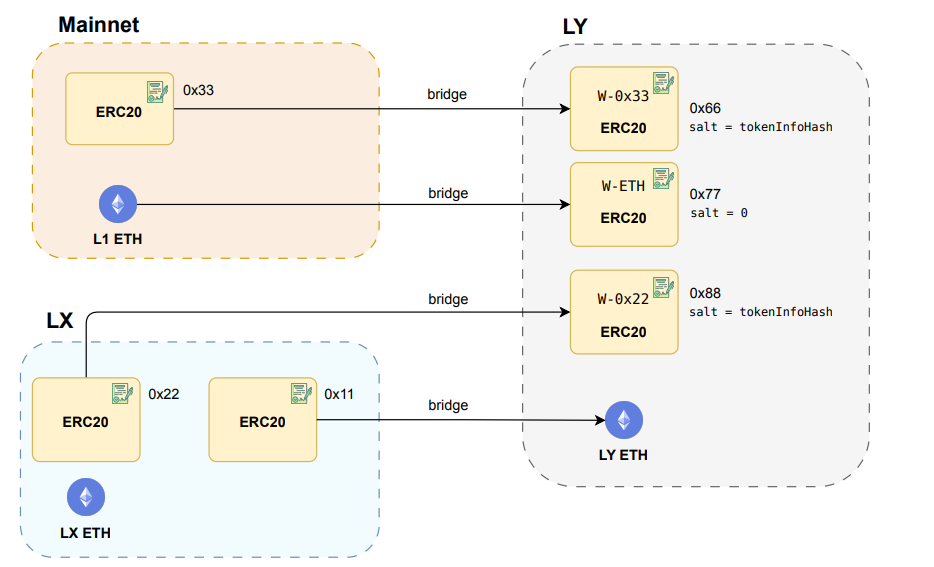 Mainnet
ERC20
0x33
bridge
L1 ETH
bridge
LY
W-0x33
ERC20
0x66
salt = tokenInfoHash
W-ETH
ERC20
0x77
salt = 0
W-0x22
ERC20
0x88
salt = tokenInfoHash
bridge
LX
ERC20
0x22
ERC20
0x11
bridge
LY ETH
LX ETH